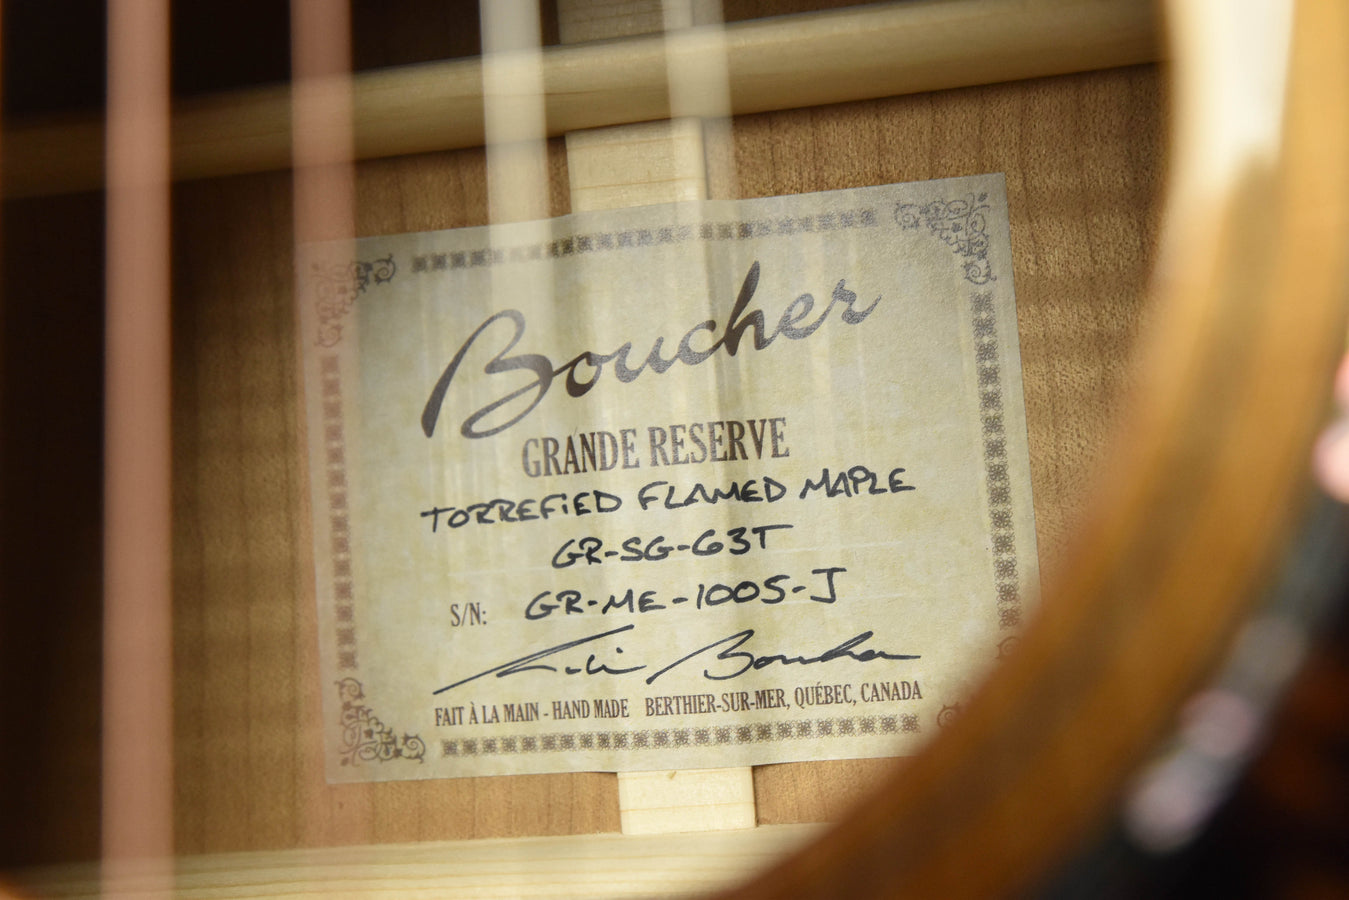 Boucher
GRANDE RESERVE
TORREFIED FLAMED MAPLE
GR-SG-63T
S/N: GR-ME-1005-J
FAIT À LA MAIN - HAND MADE BERTHIER-SUR-MER, QUÉBEC, CANADA